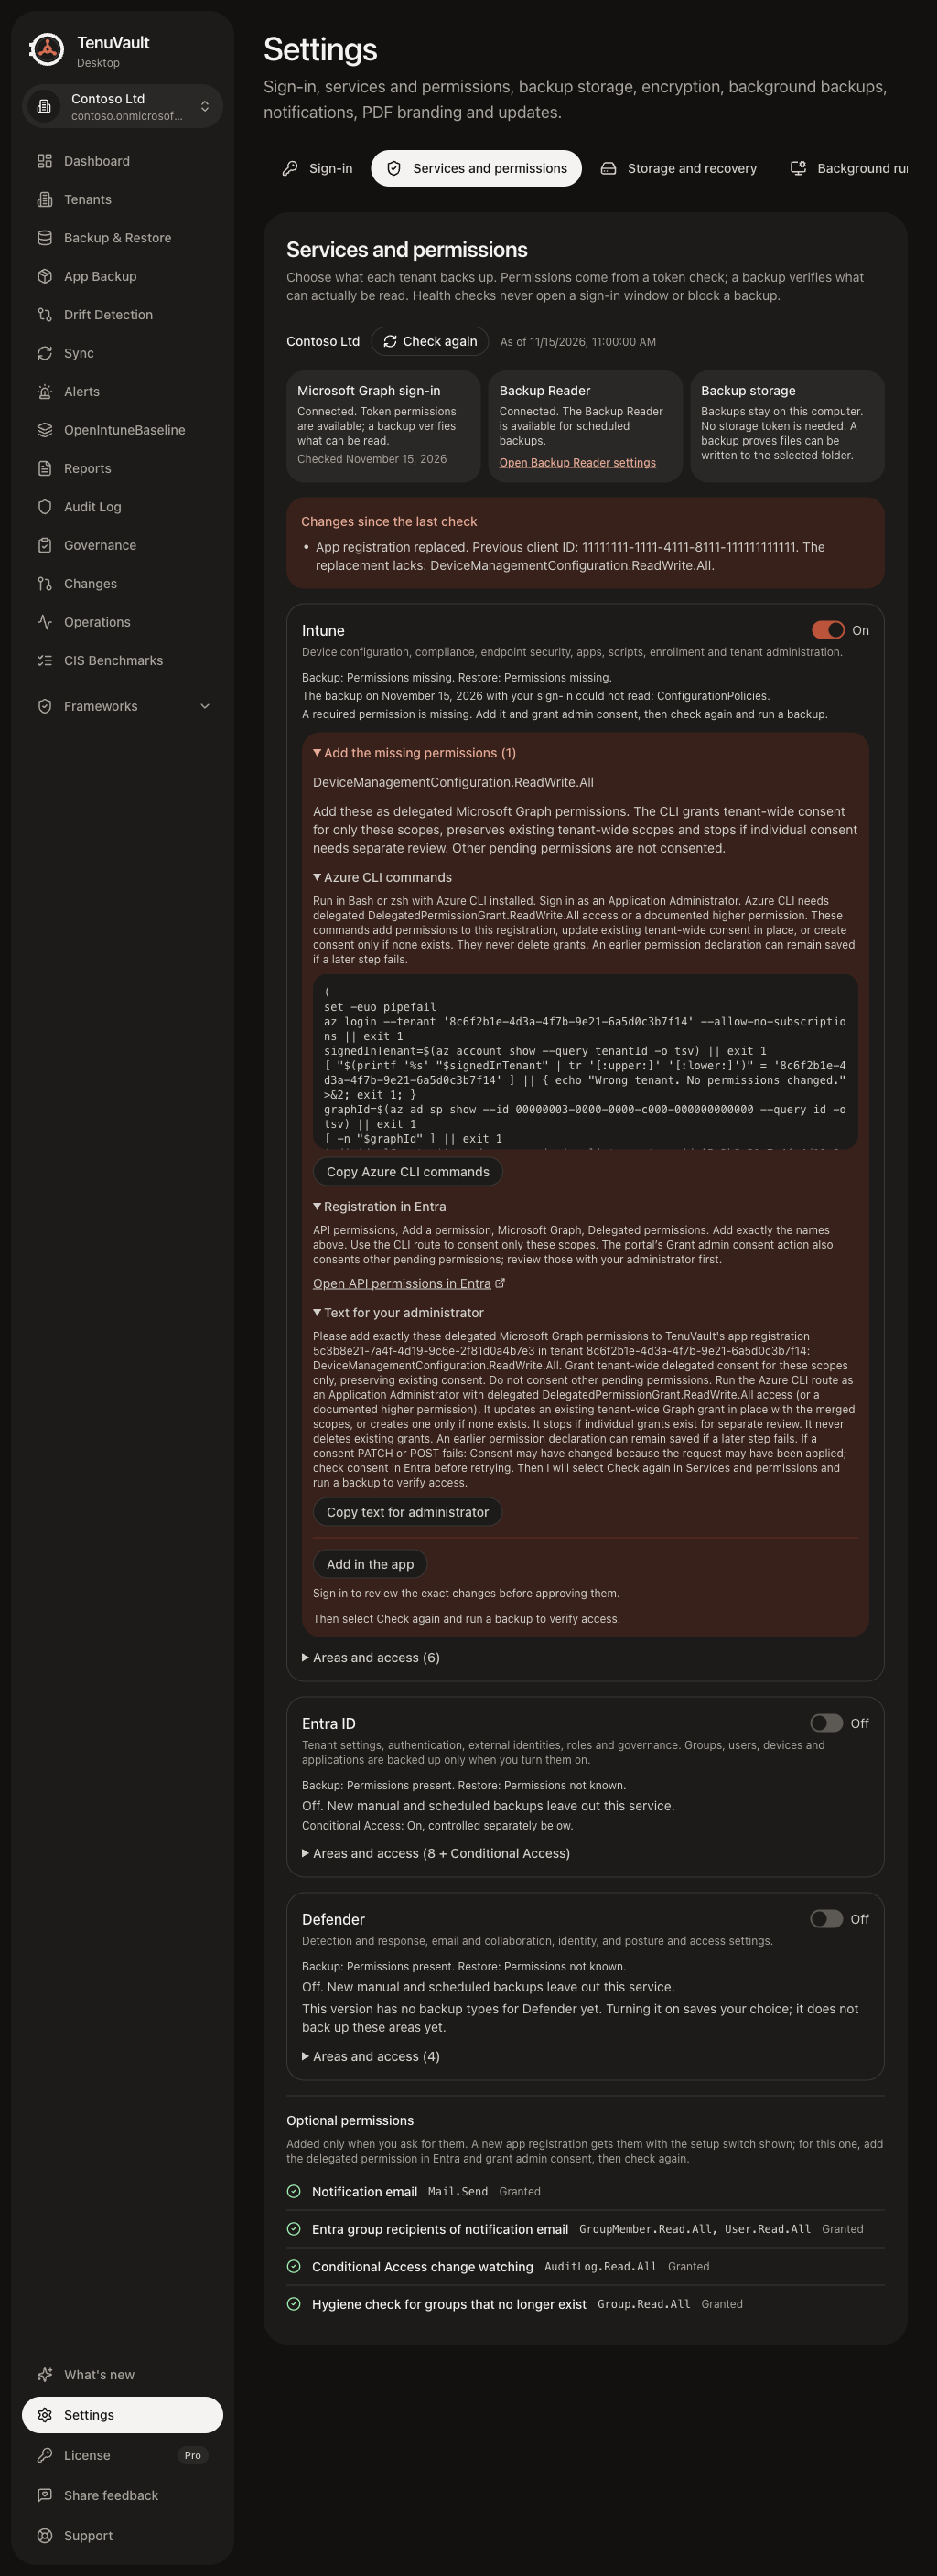 TenuVault
Desktop
Contoso Ltd
contoso.onmicrosof...
Dashboard
Tenants
Backup & Restore
App Backup
Drift Detection
Sync
Alerts
OpenIntuneBaseline
Reports
Audit Log
Governance
Changes
Operations
CIS Benchmarks
Frameworks
What's new
Settings
License
Pro
Share feedback
Support
Settings
Sign-in, services and permissions, backup storage, encryption, background backups,
notifications, PDF branding and updates.
Sign-in
Services and permissions
Storage and recovery
Background ru
Services and permissions
Choose what each tenant backs up. Permissions come from a token check; a backup verifies what
can actually be read. Health checks never open a sign-in window or block a backup.
Contoso Ltd
Check again
As of 11/15/2026, 11:00:00 AM
Microsoft Graph sign-in
Connected. Token permissions
are available; a backup verifies
what can be read.
Checked November 15, 2026
Backup Reader
Connected. The Backup Reader
is available for scheduled
backups.
Open Backup Reader settings
Backup storage
Backups stay on this computer.
No storage token is needed. A
backup proves files can be
written to the selected folder.
Changes since the last check
• App registration replaced. Previous client ID: 11111111-1111-4111-8111-111111111111. The
replacement lacks: DeviceManagementConfiguration.ReadWrite.All.
Intune
On
Device configuration, compliance, endpoint security, apps, scripts, enrollment and tenant administration.
Backup: Permissions missing. Restore: Permissions missing.
The backup on November 15, 2026 with your sign-in could not read: ConfigurationPolicies.
A required permission is missing. Add it and grant admin consent, then check again and run a backup.
Add the missing permissions (1)
DeviceManagementConfiguration.ReadWrite.All
Add these as delegated Microsoft Graph permissions. The CLI grants tenant-wide consent
for only these scopes, preserves existing tenant-wide scopes and stops if individual consent
needs separate review. Other pending permissions are not consented.
Azure CLI commands
Run in Bash or zsh with Azure CLI installed. Sign in as an Application Administrator. Azure CLI needs
delegated DelegatedPermissionGrant.ReadWrite.All access or a documented higher permission. These
commands add permissions to this registration, update existing tenant-wide consent in place, or create
consent only if none exists. They never delete grants. An earlier permission declaration can remain saved
if a later step fails.
(
set -euo pipefail
az login --tenant '8c6f2b1e-4d3a-4f7b-9e21-6a5d0c3b7f14' --allow-no-subscriptio
ns || exit 1
signedInTenant=$(az account show --query tenantId -o tsv) || exit 1
[ "$(printf '%s' "$signedInTenant" | tr '[:upper:]' '[:lower:]')" = '8c6f2b1e-4
d3a-4f7b-9e21-6a5d0c3b7f14' ] || { echo "Wrong tenant. No permissions changed."
>&2; exit 1; }
graphId=$(az ad sp show --id 00000003-0000-0000-c000-000000000000 --query id -o
tsv) || exit 1
[ -n "$graphId" ] || exit 1
Copy Azure CLI commands
Registration in Entra
API permissions, Add a permission, Microsoft Graph, Delegated permissions. Add exactly the names
above. Use the CLI route to consent only these scopes. The portal's Grant admin consent action also
consents other pending permissions; review those with your administrator first.
Open API permissions in Entra
Text for your administrator
Please add exactly these delegated Microsoft Graph permissions to TenuVault's app registration
5c3b8e21-7a4f-4d19-9c6e-2f81d0a4b7e3 in tenant 8c6f2b1e-4d3a-4f7b-9e21-6a5d0c3b7f14:
DeviceManagementConfiguration.ReadWrite.All. Grant tenant-wide delegated consent for these scopes
only, preserving existing consent. Do not consent other pending permissions. Run the Azure CLI route as
an Application Administrator with delegated DelegatedPermissionGrant.ReadWrite.All access (or a
documented higher permission). It updates an existing tenant-wide Graph grant in place with the merged
scopes, or creates one only if none exists. It stops if individual grants exist for separate review. It never
deletes existing grants. An earlier permission declaration can remain saved if a later step fails. If a
consent PATCH or POST fails: Consent may have changed because the request may have been applied;
check consent in Entra before retrying. Then I will select Check again in Services and permissions and
run a backup to verify access.
Copy text for administrator
Add in the app
Sign in to review the exact changes before approving them.
Then select Check again and run a backup to verify access.
Areas and access (6)
Entra ID
Off
Tenant settings, authentication, external identities, roles and governance. Groups, users, devices and
applications are backed up only when you turn them on.
Backup: Permissions present. Restore: Permissions not known.
Off. New manual and scheduled backups leave out this service.
Conditional Access: On, controlled separately below.
Areas and access (8 + Conditional Access)
Defender
Off
Detection and response, email and collaboration, identity, and posture and access settings.
Backup: Permissions present. Restore: Permissions not known.
Off. New manual and scheduled backups leave out this service.
This version has no backup types for Defender yet. Turning it on saves your choice; it does not
back up these areas yet.
Areas and access (4)
Optional permissions
Added only when you ask for them. A new app registration gets them with the setup switch shown; for this one, add
the delegated permission in Entra and grant admin consent, then check again.
Notification email Mail.Send Granted
Entra group recipients of notification email GroupMember.Read.All, User.Read.All Granted
Conditional Access change watching AuditLog.Read.All Granted
Hygiene check for groups that no longer exist Group.Read.All Granted